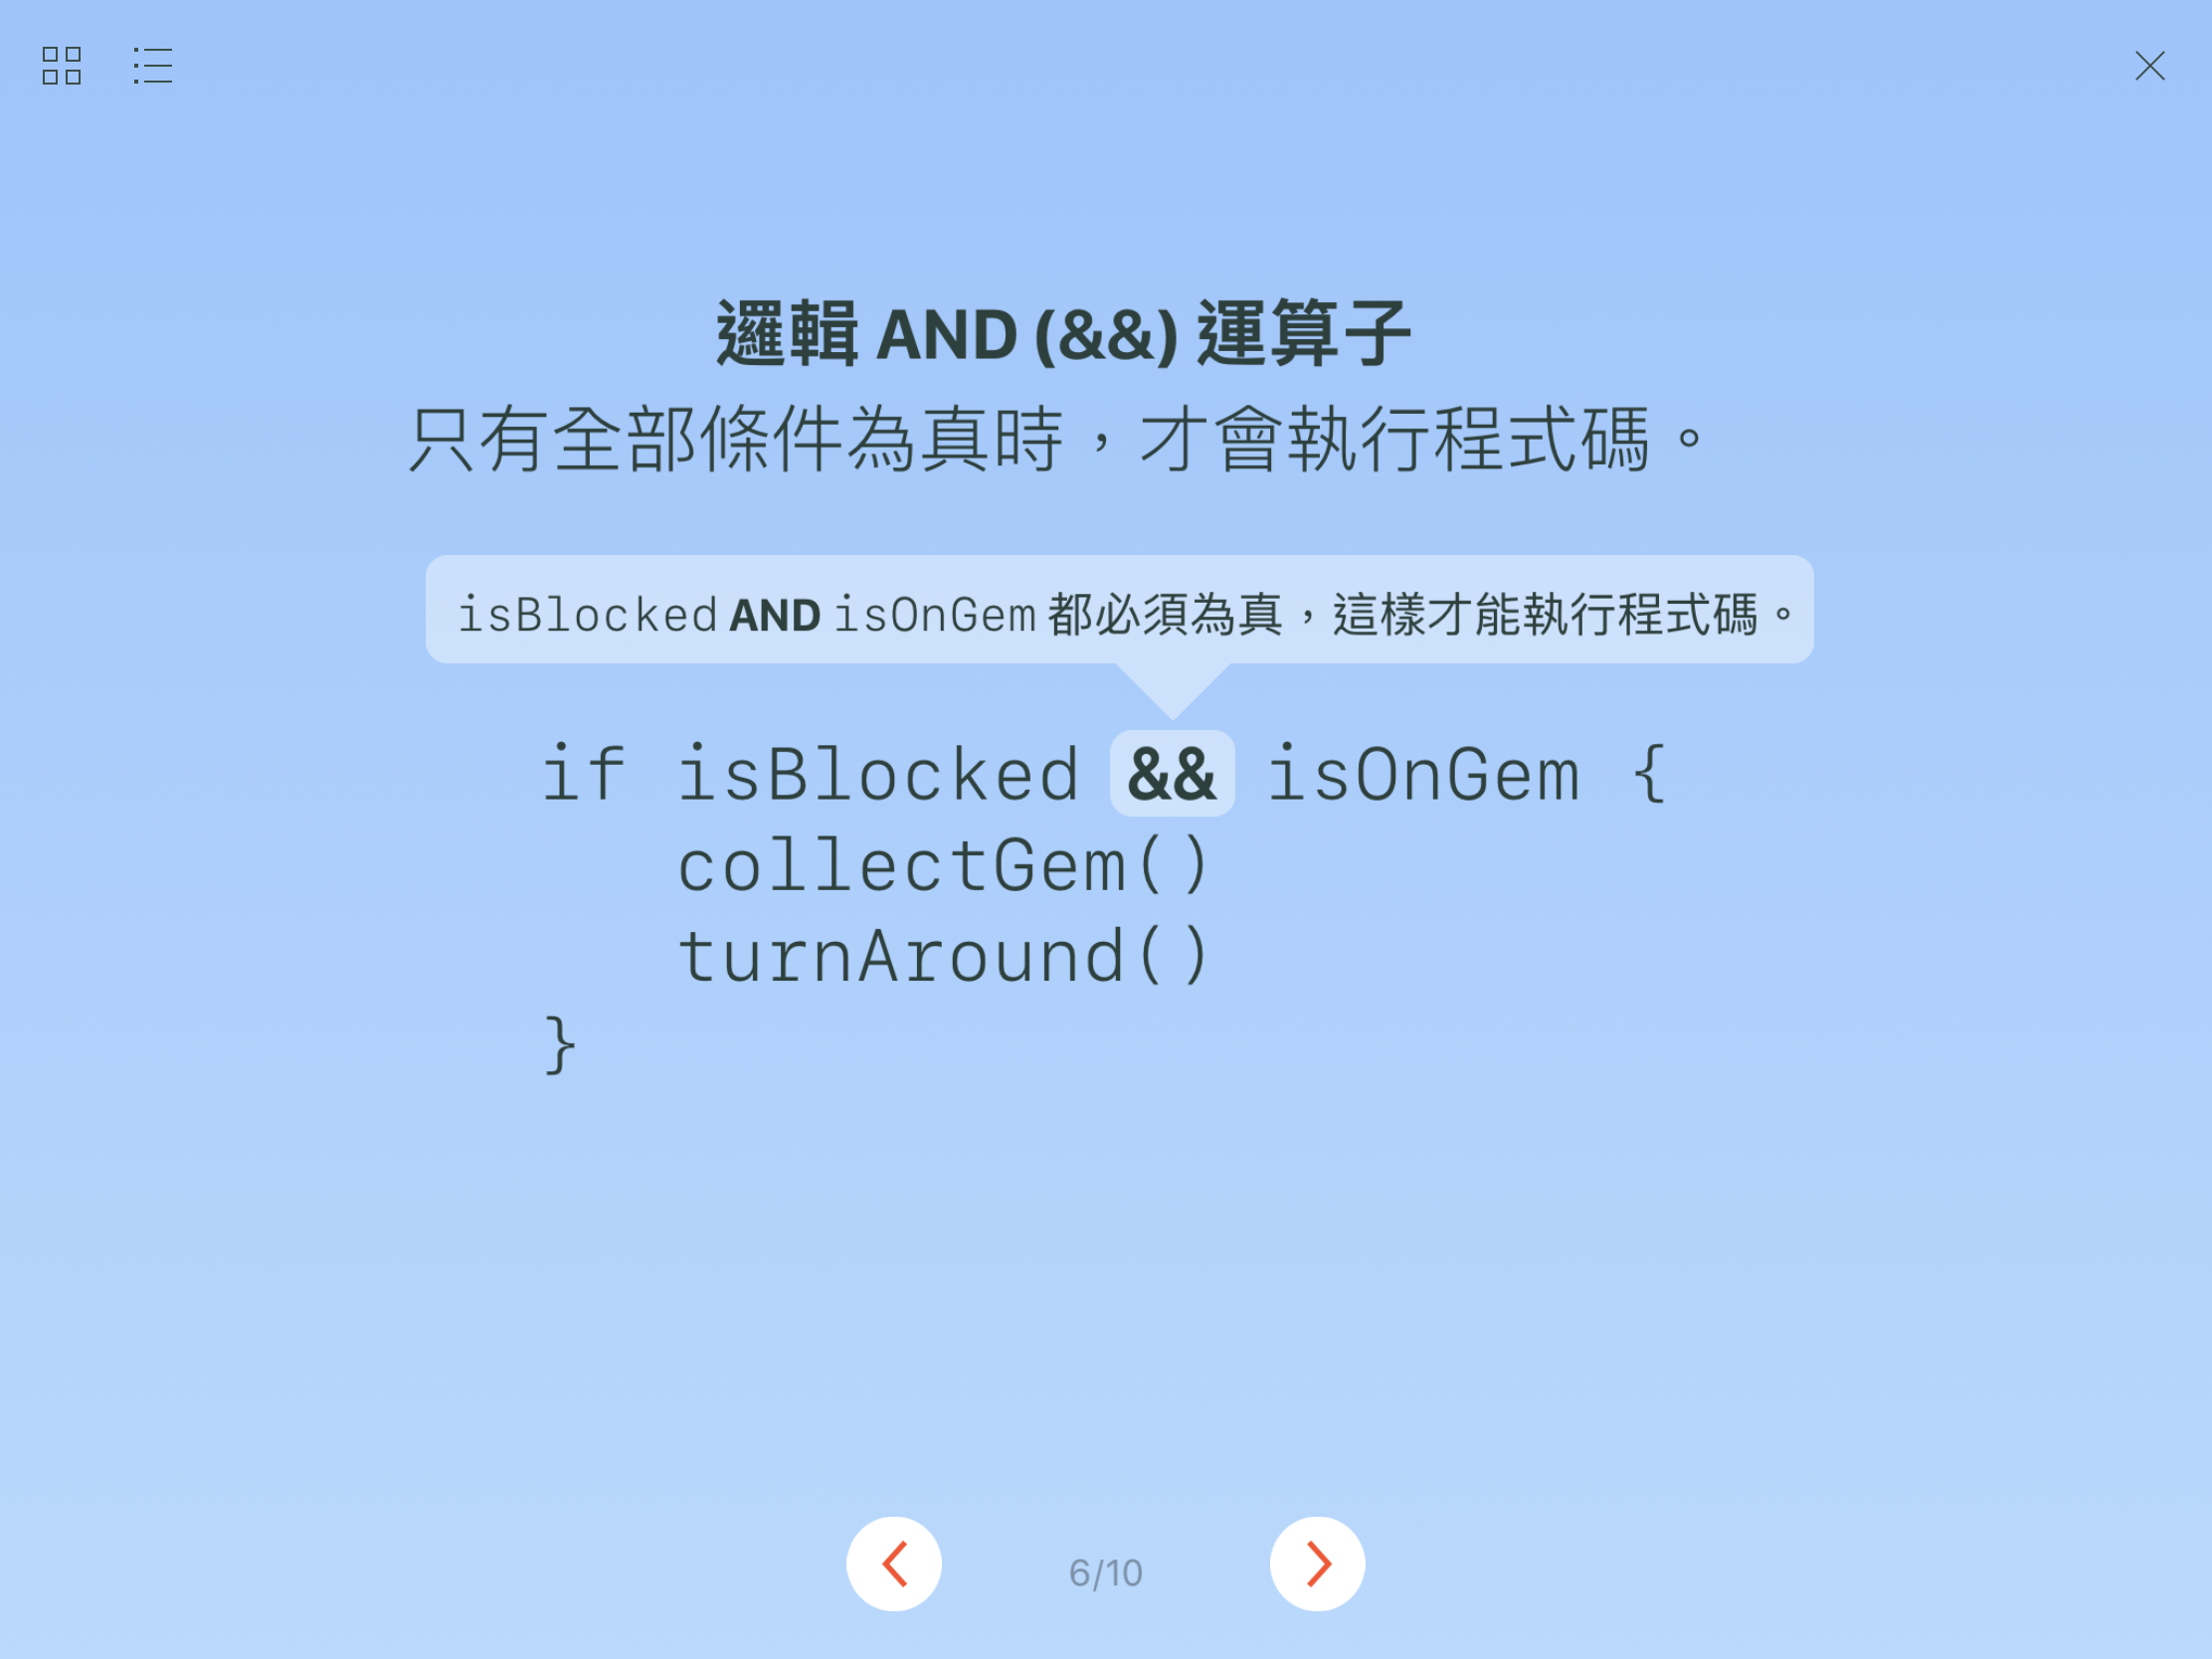 邏輯 AND (&&) 運算子
只有全部條件為真時，才會執行程式碼。
isBlocked AND isOnGem 都必須為真，這樣才能執行程式碼。
if isBlocked && isOnGem {
    collectGem()
    turnAround()
}
6/10